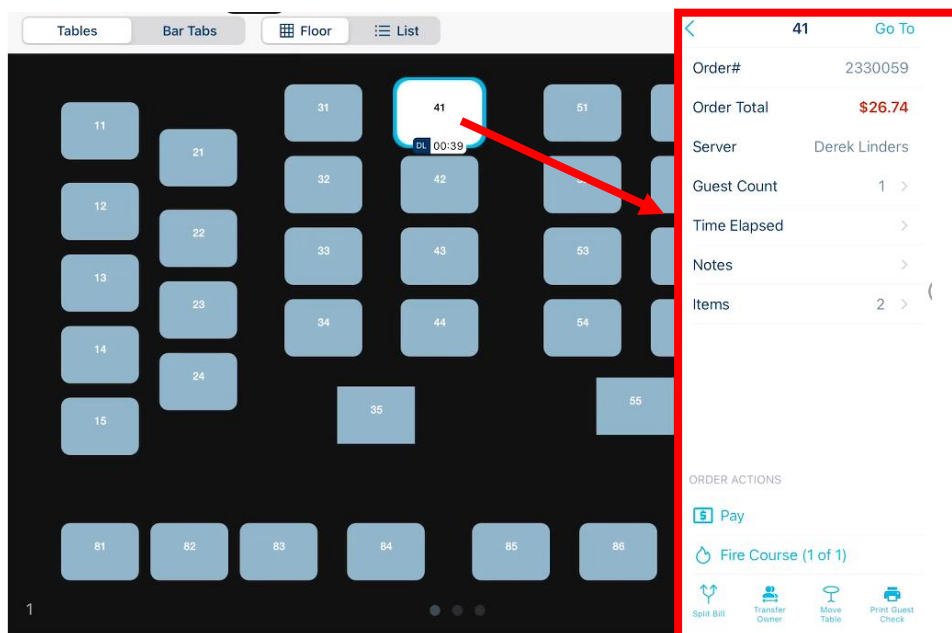 Tables Bar Tabs Floor List
41 Go To
Order# 2330059
Order Total $26.74
Server Derek Linders
Guest Count 1
Time Elapsed
Notes
Items 2
ORDER ACTIONS
Pay
Fire Course (1 of 1)
Split Bill
Transfer Owner
Move Table
Print Guest Check
11
21
31
41
DL 00:39
51
12
22
32
42
13
23
33
43
53
14
24
34
44
54
15
35
55
81
82
83
84
85
86
1